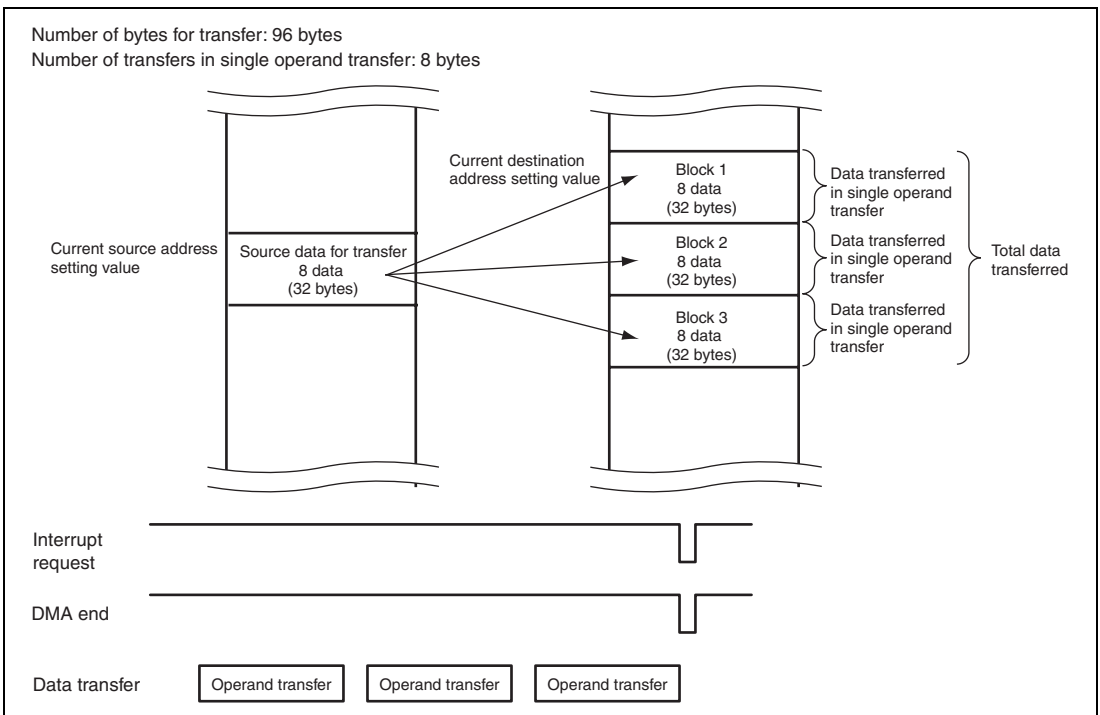 Number of bytes for transfer: 96 bytes
Number of transfers in single operand transfer: 8 bytes
Current source address
setting value
Source data for transfer
8 data
(32 bytes)
Current destination
address setting value
Block 1
8 data
(32 bytes)
Block 2
8 data
(32 bytes)
Block 3
8 data
(32 bytes)
Data transferred
in single operand
transfer
Data transferred
in single operand
transfer
Data transferred
in single operand
transfer
Total data
transferred
Interrupt
request
DMA end
Data transfer
Operand transfer
Operand transfer
Operand transfer